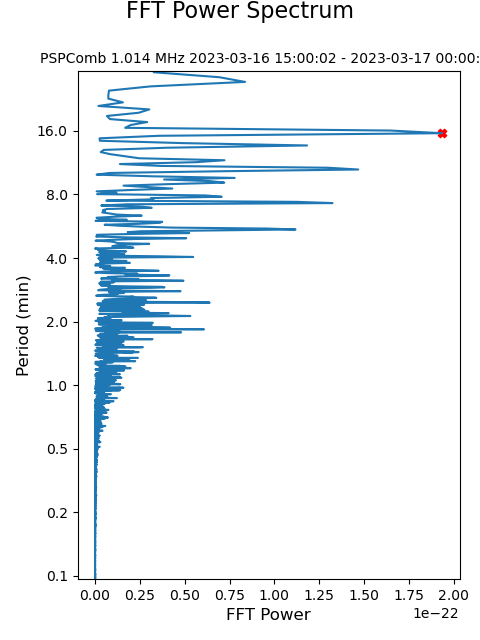 FFT Power Spectrum
PSPComb 1.014 MHz 2023-03-16 15:00:02 - 2023-03-17 00:00:
16.0
8.0
4.0
2.0
1.0
0.5
0.2
0.1
Period (min)
0.00 0.25 0.50 0.75 1.00 1.25 1.50 1.75 2.00
1e−22
FFT Power